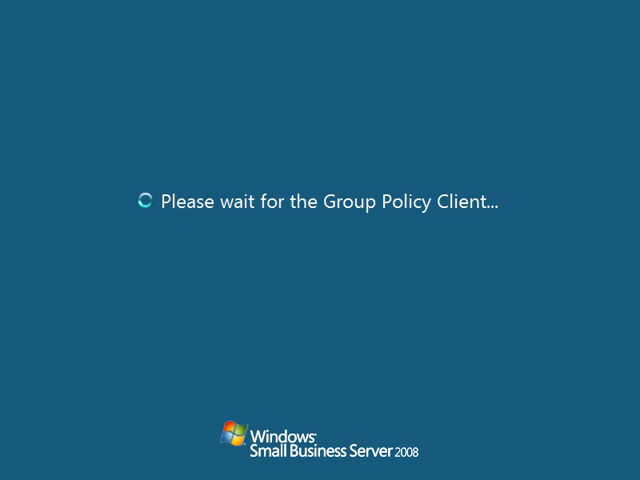 Please wait for the Group Policy Client...
Windows
Small Business Server 2008